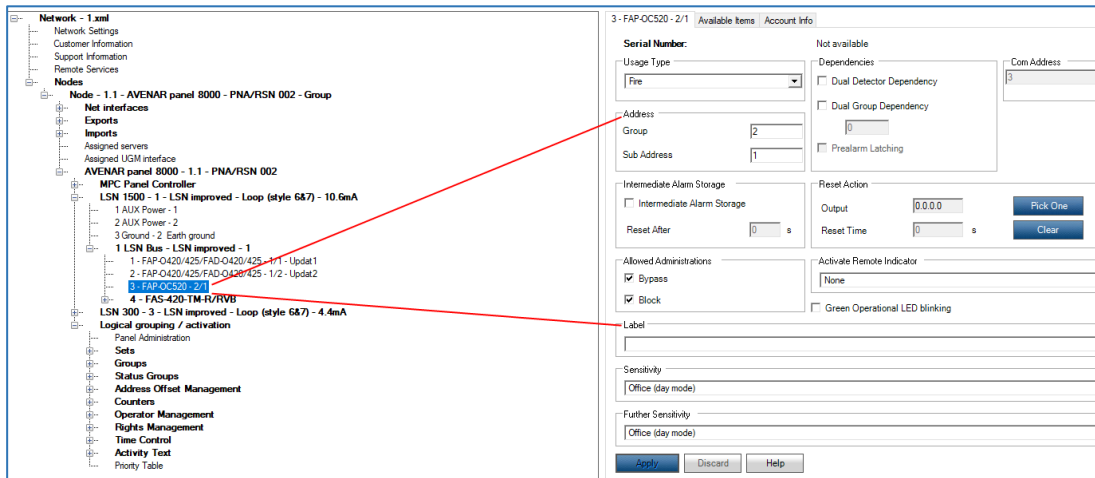 Network - 1.xml
Network Settings
Customer Information
Support Information
Remote Services
Nodes
Node - 1.1 - AVENAR panel 8000 - PNA/RSN 002 - Group
Net interfaces
Exports
Imports
Assigned servers
Assigned UGM interface
AVENAR panel 8000 - 1.1 - PNA/RSN 002
MPC Panel Controller
LSN 1500 - 1 - LSN improved - Loop (style 6&7) - 10.6mA
1 AUX Power - 1
2 AUX Power - 2
3 Ground - 2 Earth ground
1 LSN Bus - LSN improved - 1
1 - FAP-O420/425/FAD-O420/425 - 1/1 - Updat1
2 - FAP-O420/425/FAD-O420/425 - 1/2 - Updat2
3 - FAP-OC520 - 2/1
4 - FAS-420-TM-R/RVB
LSN 300 - 3 - LSN improved - Loop (style 6&7) - 4.4mA
Logical grouping / activation
Panel Administration
Sets
Groups
Status Groups
Address Offset Management
Counters
Operator Management
Rights Management
Time Control
Activity Text
Priority Table
3 - FAP-OC520 - 2/1 Available Items Account Info
Serial Number: Not available
Usage Type
Fire
Dependencies
Dual Detector Dependency
Dual Group Dependency
0
Prealarm Latching
Com Address
3
Address
Group 2
Sub Address 1
Intermediate Alarm Storage
Intermediate Alarm Storage
Reset After 0 s
Reset Action
Output 0.0.0.0 Pick One
Reset Time 0 s Clear
Allowed Administrations
Bypass
Block
Activate Remote Indicator
None
Green Operational LED blinking
Label
Sensitivity
Office (day mode)
Further Sensitivity
Office (day mode)
Apply Discard Help